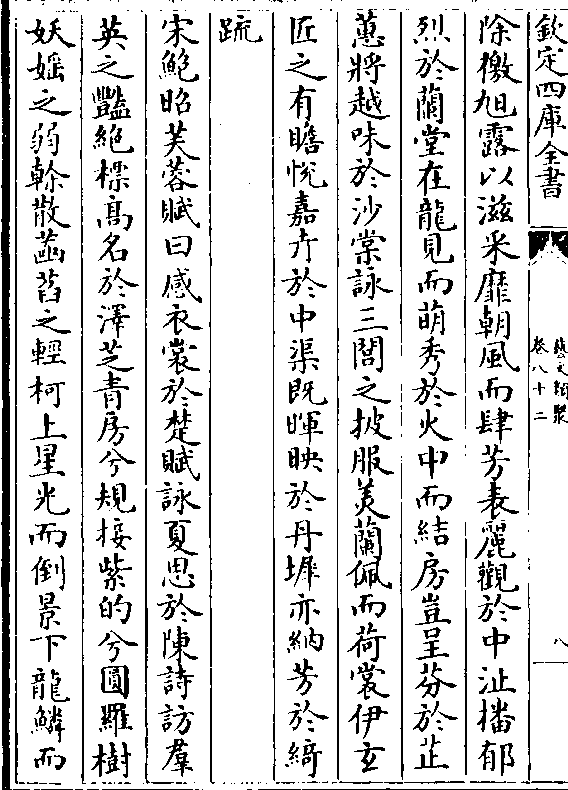 欽定四庫全書
藝文類聚
卷八十二
八
除檄旭露以滋采靡朝風而肆芳表麗觀於中沚播郁
烈於蘭堂在龍見而萌秀於火中而結房豈呈芬於芷
蕙將越味於沙棠詠三閭之披服美蘭佩而荷裳伊玄
匠之有瞻悅嘉卉於中渠既暉映於丹墀亦納芳於綺
疏
宋鮑昭芙蓉賦曰感衣裳於楚賦詠夏思於陳詩訪羣
英之豔絶標高名於澤芝青房兮規接紫的兮圓羅樹
妖媱之弱幹散菡萏之輕柯上星光而倒景下龍鱗而